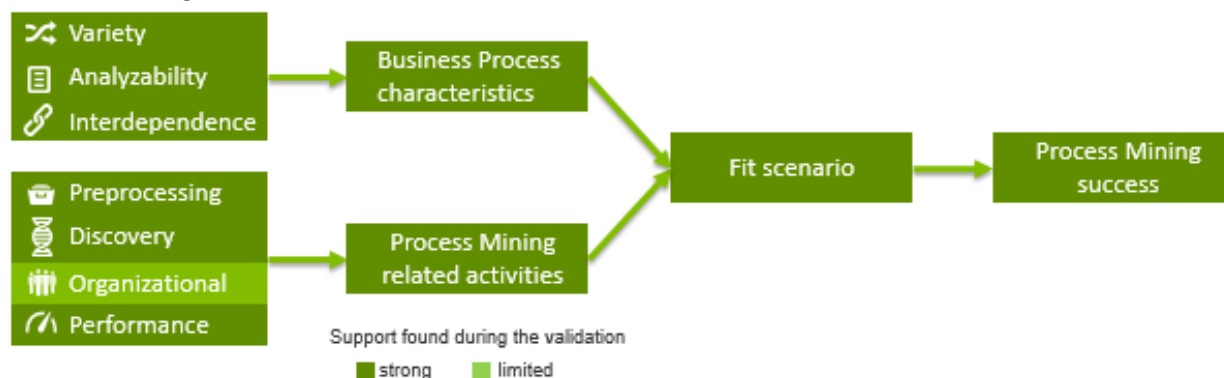 Variety
Analyzability
Interdependence
Business Process
characteristics
Preprocessing
Discovery
Organizational
Performance
Process Mining
related activities
Fit scenario
Process Mining
success
Support found during the validation
strong
limited